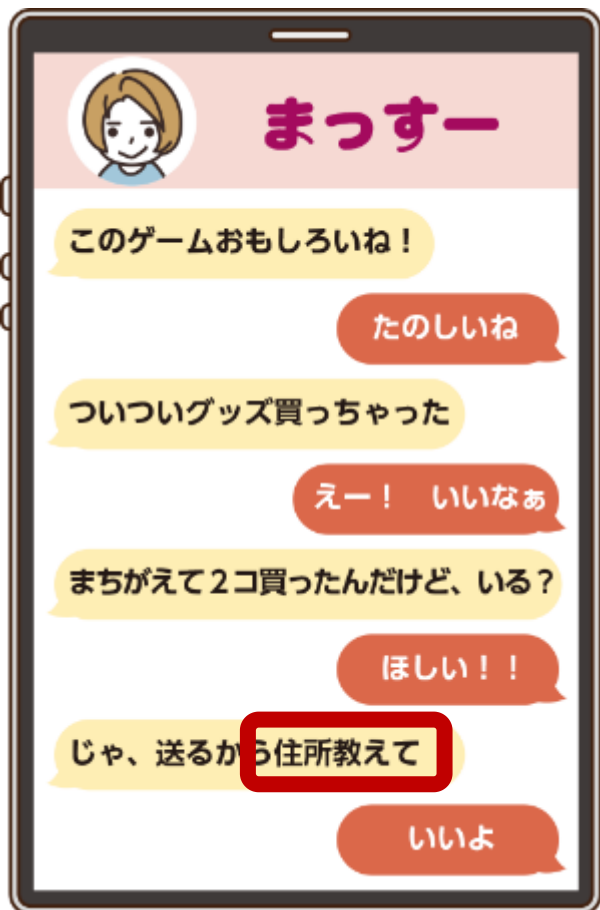 まっすー
このゲームおもしろいね！
たのしいね
ついついグッズ買っちゃった
えー！　いいなぁ
まちがえて２コ買ったんだけど、いる？
ほしい！！
じゃ、送るから住所教えて
いいよ